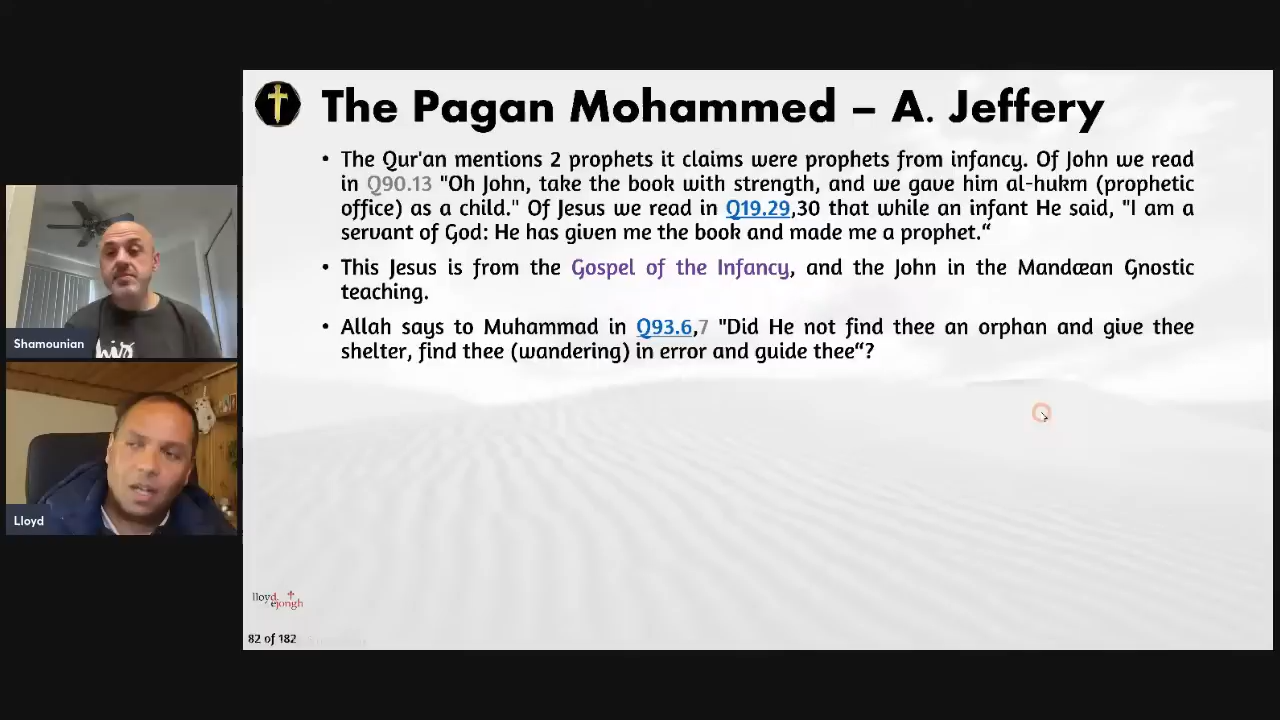 The Pagan Mohammed – A. Jeffery
• The Qur'an mentions 2 prophets it claims were prophets from infancy. Of John we read
in Q90.13 "Oh John, take the book with strength, and we gave him al-hukm (prophetic
office) as a child." Of Jesus we read in Q19.29,30 that while an infant He said, "I am a
servant of God: He has given me the book and made me a prophet.“
• This Jesus is from the Gospel of the Infancy, and the John in the Mandæan Gnostic
teaching.
• Allah says to Muhammad in Q93.6,7 "Did He not find thee an orphan and give thee
shelter, find thee (wandering) in error and guide thee“?
Shamounian
Lloyd
lloyd
ejongh
82 of 182